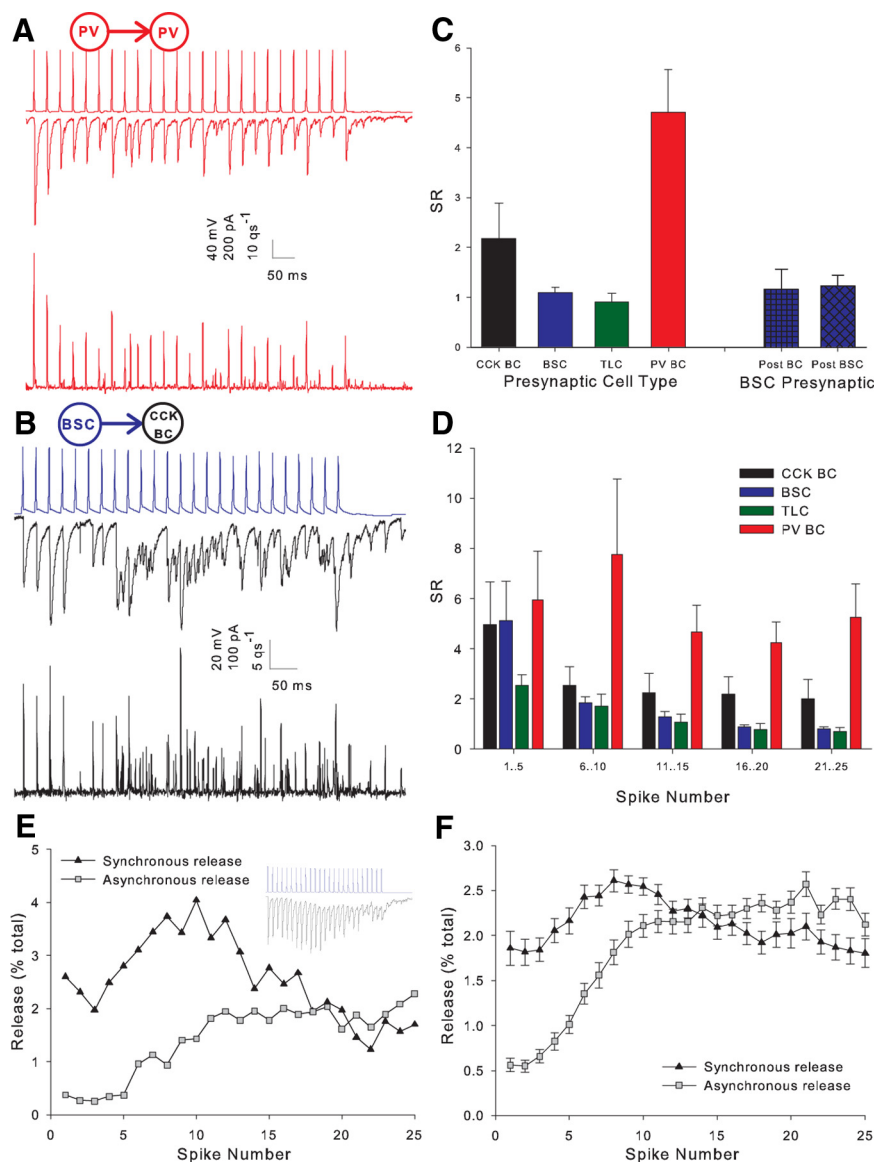 A
PV
PV
40 mV
200 pA
10 qs-1
50 ms
B
BSC
CCK
BC
20 mV
100 pA
5 qs-1
50 ms
C
6
5
4
3
2
1
0
SR
CCK BC
BSC
TLC
PV BC
Post BC
Post BSC
Presynaptic Cell Type
BSC Presynaptic
D
12
10
8
6
4
2
0
SR
CCK BC
BSC
TLC
PV BC
1..5
6..10
11..15
16..20
21..25
Spike Number
E
5
4
3
2
1
0
Release (% total)
Synchronous release
Asynchronous release
0
5
10
15
20
25
Spike Number
F
3.0
2.5
2.0
1.5
1.0
0.5
0.0
Release (% total)
Synchronous release
Asynchronous release
0
5
10
15
20
25
Spike Number